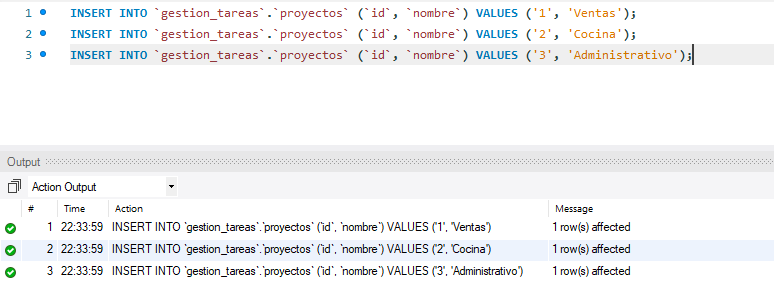 1 INSERT INTO `gestion_tareas`.`proyectos` (`id`, `nombre`) VALUES ('1', 'Ventas');
2 INSERT INTO `gestion_tareas`.`proyectos` (`id`, `nombre`) VALUES ('2', 'Cocina');
3 INSERT INTO `gestion_tareas`.`proyectos` (`id`, `nombre`) VALUES ('3', 'Administrativo');
Output
Action Output
# Time Action Message
1 22:33:59 INSERT INTO `gestion_tareas`.`proyectos` (`id`, `nombre`) VALUES ('1', 'Ventas') 1 row(s) affected
2 22:33:59 INSERT INTO `gestion_tareas`.`proyectos` (`id`, `nombre`) VALUES ('2', 'Cocina') 1 row(s) affected
3 22:33:59 INSERT INTO `gestion_tareas`.`proyectos` (`id`, `nombre`) VALUES ('3', 'Administrativo') 1 row(s) affected